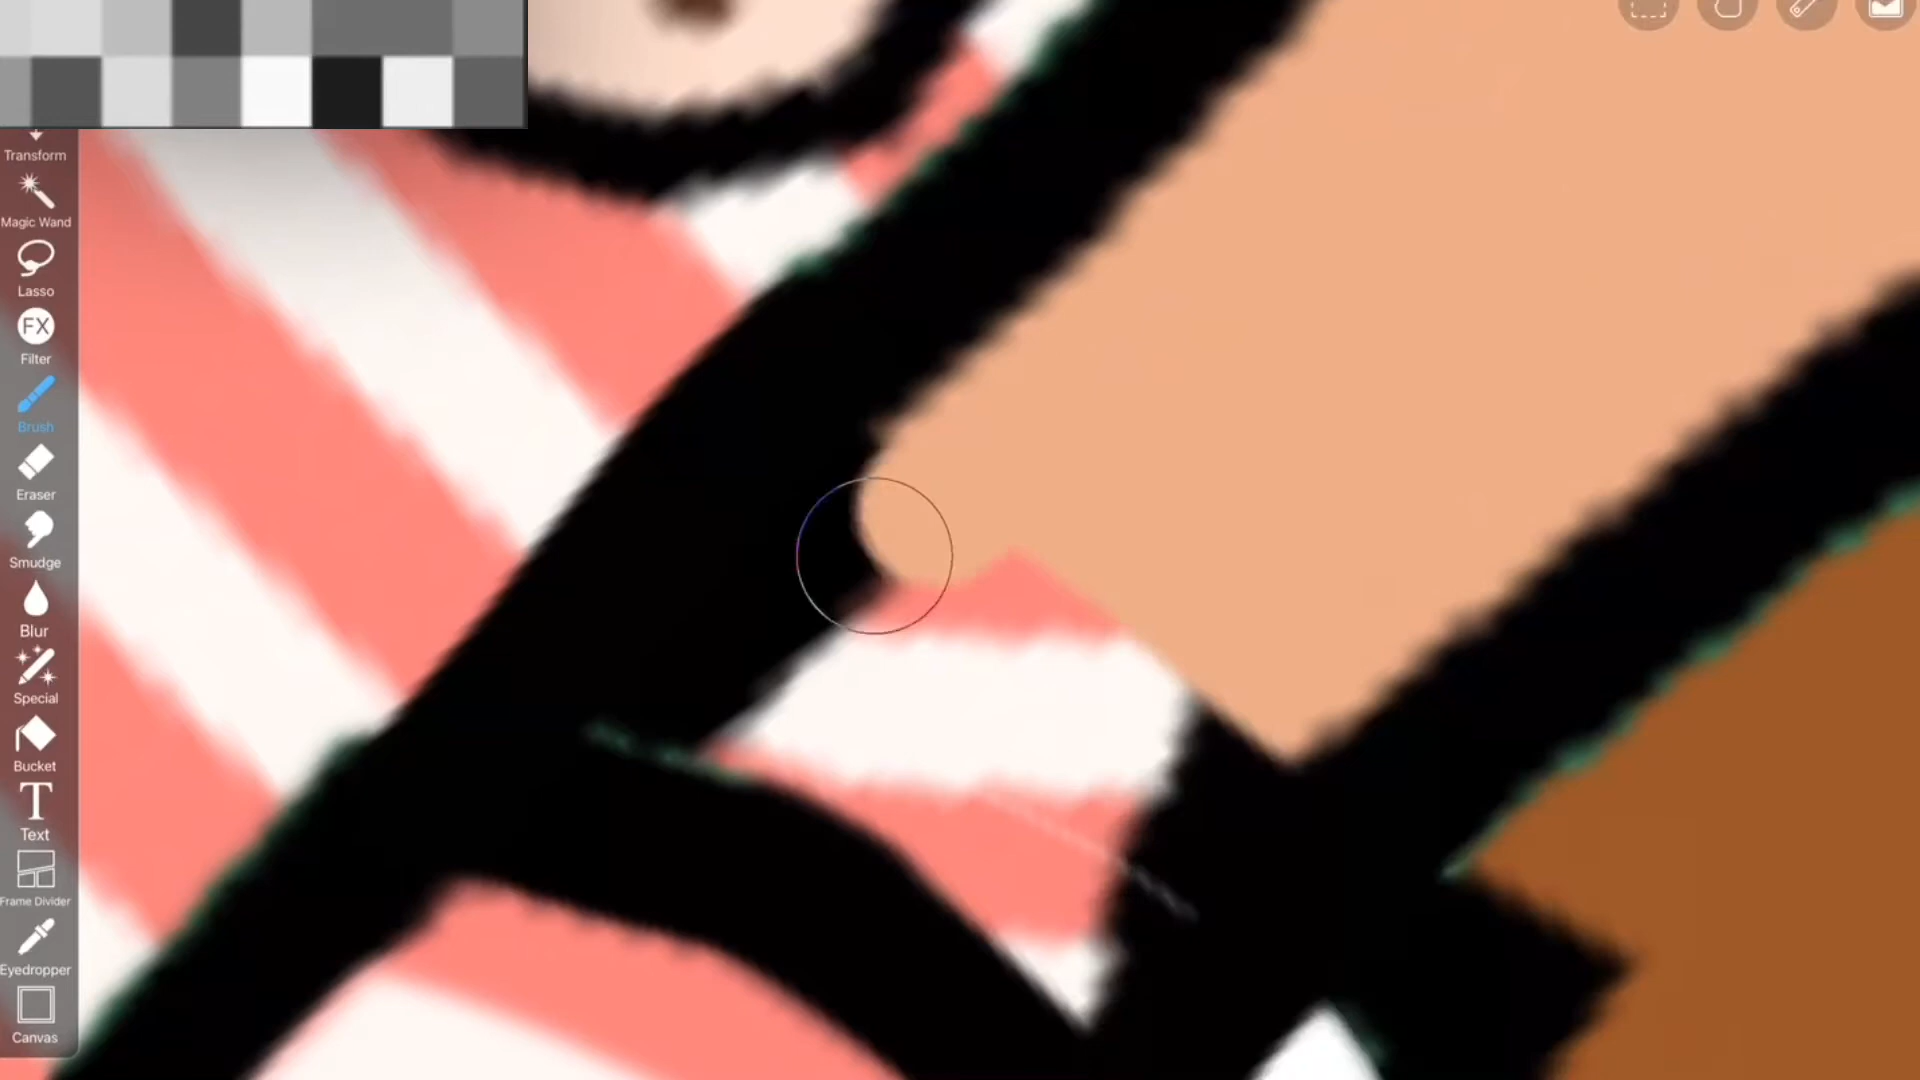 Transform
Magic Wand
Lasso
FX
Filter
Brush
Eraser
Smudge
Blur
Special
Bucket
T
Text
Frame Divider
Eyedropper
Canvas